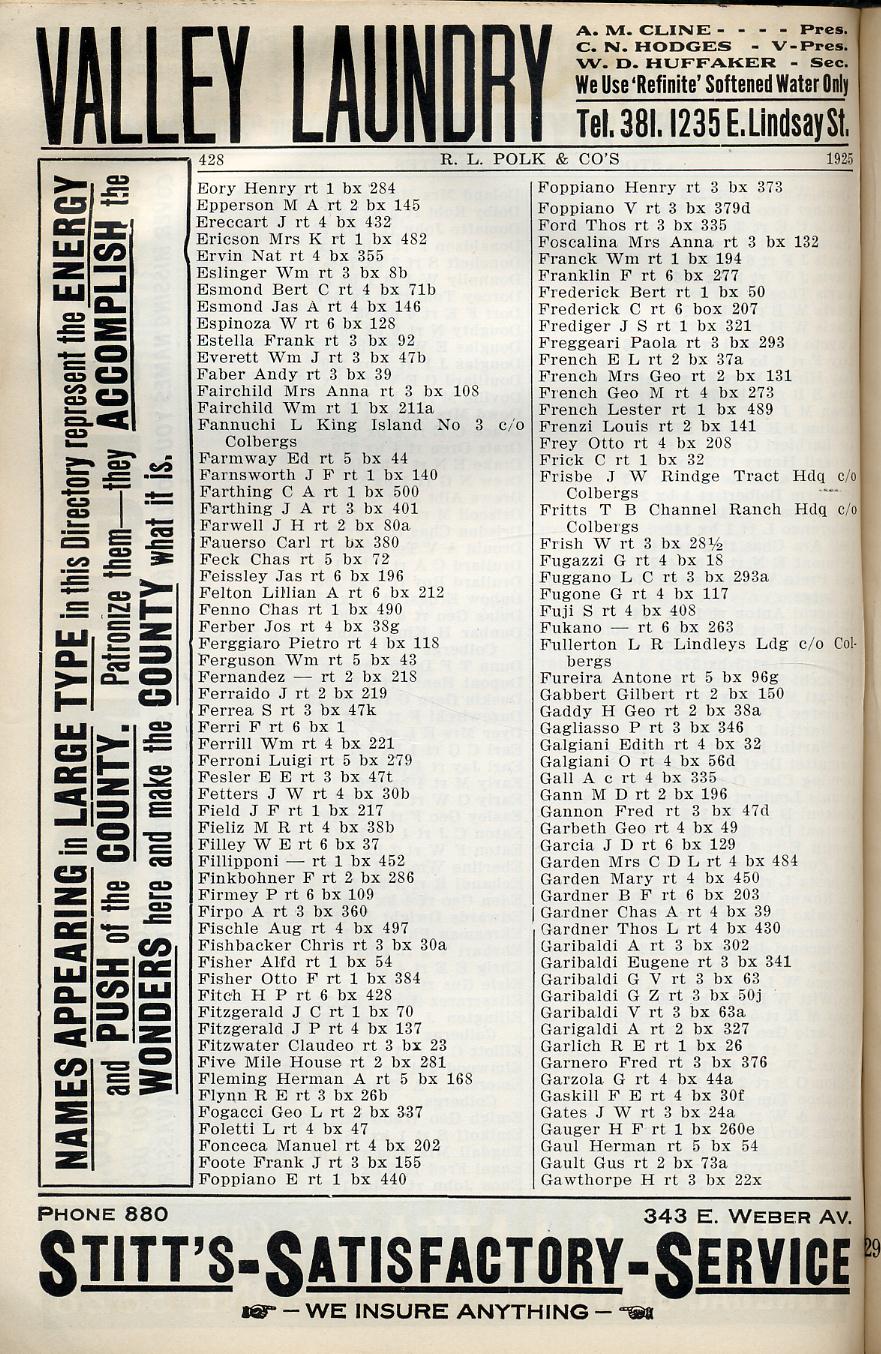 VALLEY LAUNDRY
A. M. CLINE - - - - Pres.
C. N. HODGES - V-Pres.
W. D. HUFFAKER - Sec.
We Use 'Refinite' Softened Water Only
Tel. 381. 1235 E. Lindsay St.
428 R. L. POLK & CO'S 1925
NAMES APPEARING in LARGE TYPE in this Directory represent the ENERGY
and PUSH of the COUNTY. Patronize them—they ACCOMPLISH the
WONDERS here and make the COUNTY what it is.
Eory Henry rt 1 bx 284
Epperson M A rt 2 bx 145
Ereccart J rt 4 bx 432
Ericson Mrs K rt 1 bx 482
Ervin Nat rt 4 bx 355
Eslinger Wm rt 3 bx 8b
Esmond Bert C rt 4 bx 71b
Esmond Jas A rt 4 bx 146
Espinoza W rt 6 bx 128
Estella Frank rt 3 bx 92
Everett Wm J rt 3 bx 47b
Faber Andy rt 3 bx 39
Fairchild Mrs Anna rt 3 bx 108
Fairchild Wm rt 1 bx 211a
Fannuchi L King Island No 3 c/o
Colbergs
Farmway Ed rt 5 bx 44
Farnsworth J F rt 1 bx 140
Farthing C A rt 1 bx 500
Farthing J A rt 3 bx 401
Farwell J H rt 2 bx 80a
Fauerso Carl rt bx 380
Feck Chas rt 5 bx 72
Feissley Jas rt 6 bx 196
Felton Lillian A rt 6 bx 212
Fenno Chas rt 1 bx 490
Ferber Jos rt 4 bx 38g
Ferggiaro Pietro rt 4 bx 118
Ferguson Wm rt 5 bx 43
Fernandez — rt 2 bx 218
Ferraido J rt 2 bx 219
Ferrea S rt 3 bx 47k
Ferri F rt 6 bx 1
Ferrill Wm rt 4 bx 221
Ferroni Luigi rt 5 bx 279
Fesler E E rt 3 bx 47t
Fetters J W rt 4 bx 30b
Field J F rt 1 bx 217
Fieliz M R rt 4 bx 38b
Filley W E rt 6 bx 37
Fillipponi — rt 1 bx 452
Finkbohner F rt 2 bx 286
Firmey P rt 6 bx 109
Firpo A rt 3 bx 360
Fischle Aug rt 4 bx 497
Fishbacker Chris rt 3 bx 30a
Fisher Alfd rt 1 bx 54
Fisher Otto F rt 1 bx 384
Fitch H P rt 6 bx 428
Fitzgerald J C rt 1 bx 70
Fitzgerald J P rt 4 bx 137
Fitzwater Claudeo rt 3 bx 23
Five Mile House rt 2 bx 281
Fleming Herman A rt 5 bx 168
Flynn R E rt 3 bx 26b
Fogacci Geo L rt 2 bx 337
Foletti L rt 4 bx 47
Fonceca Manuel rt 4 bx 202
Foote Frank J rt 3 bx 155
Foppiano E rt 1 bx 440
Foppiano Henry rt 3 bx 373
Foppiano V rt 3 bx 379d
Ford Thos rt 3 bx 335
Foscalina Mrs Anna rt 3 bx 132
Franck Wm rt 1 bx 194
Franklin F rt 6 bx 277
Frederick Bert rt 1 bx 50
Frederick C rt 6 box 207
Frediger J S rt 1 bx 321
Freggeari Paola rt 3 bx 293
French E L rt 2 bx 37a
French Mrs Geo rt 2 bx 131
French Geo M rt 4 bx 273
French Lester rt 1 bx 489
Frenzi Louis rt 2 bx 141
Frey Otto rt 4 bx 208
Frick C rt 1 bx 32
Frisbe J W Rindge Tract Hdq c/o
Colbergs
Fritts T B Channel Ranch Hdq c/o
Colbergs
Frish W rt 3 bx 28½
Fugazzi G rt 4 bx 18
Fuggano L C rt 3 bx 293a
Fugone G rt 4 bx 117
Fuji S rt 4 bx 408
Fukano — rt 6 bx 263
Fullerton L R Lindleys Ldg c/o Col-
bergs
Fureira Antone rt 5 bx 96g
Gabbert Gilbert rt 2 bx 150
Gaddy H Geo rt 2 bx 38a
Gagliasso P rt 3 bx 346
Galgiani Edith rt 4 bx 32
Galgiani O rt 4 bx 56d
Gall A c rt 4 bx 335
Gann M D rt 2 bx 196
Gannon Fred rt 3 bx 47d
Garbeth Geo rt 4 bx 49
Garcia J D rt 6 bx 129
Garden Mrs C D L rt 4 bx 484
Garden Mary rt 4 bx 450
Gardner B F rt 6 bx 203
Gardner Chas A rt 4 bx 39
Gardner Thos L rt 4 bx 430
Garibaldi A rt 3 bx 302
Garibaldi Eugene rt 3 bx 341
Garibaldi G V rt 3 bx 63
Garibaldi G Z rt 3 bx 50j
Garibaldi V rt 3 bx 63a
Garigaldi A rt 2 bx 327
Garlich R E rt 1 bx 26
Garnero Fred rt 3 bx 376
Garzola G rt 4 bx 44a
Gaskill F E rt 4 bx 30f
Gates J W rt 3 bx 24a
Gauger H F rt 1 bx 260e
Gaul Herman rt 5 bx 54
Gault Gus rt 2 bx 73a
Gawthorpe H rt 3 bx 22x
PHONE 880 343 E. WEBER AV.
STITT'S-SATISFACTORY-SERVICE
— WE INSURE ANYTHING —
29